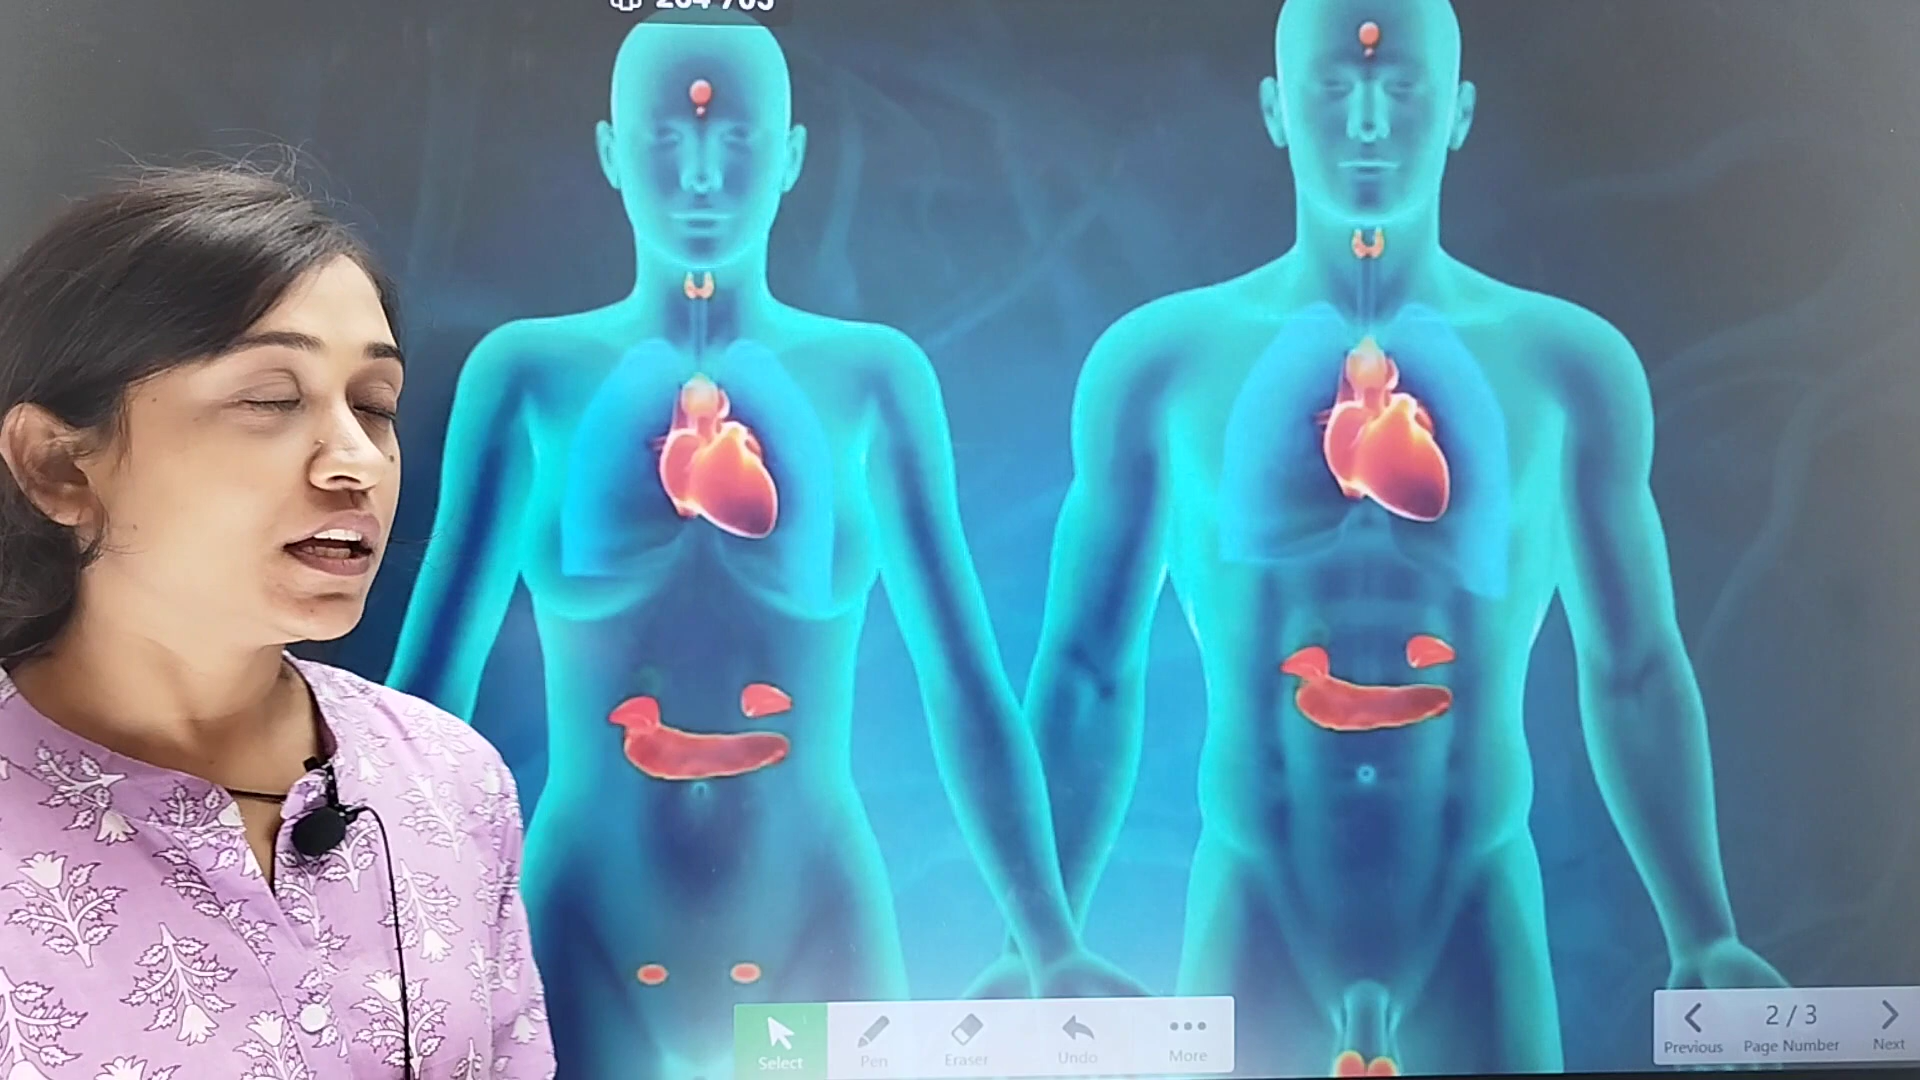 Select
Pen
Eraser
Undo
More
2 / 3
Previous
Page Number
Next